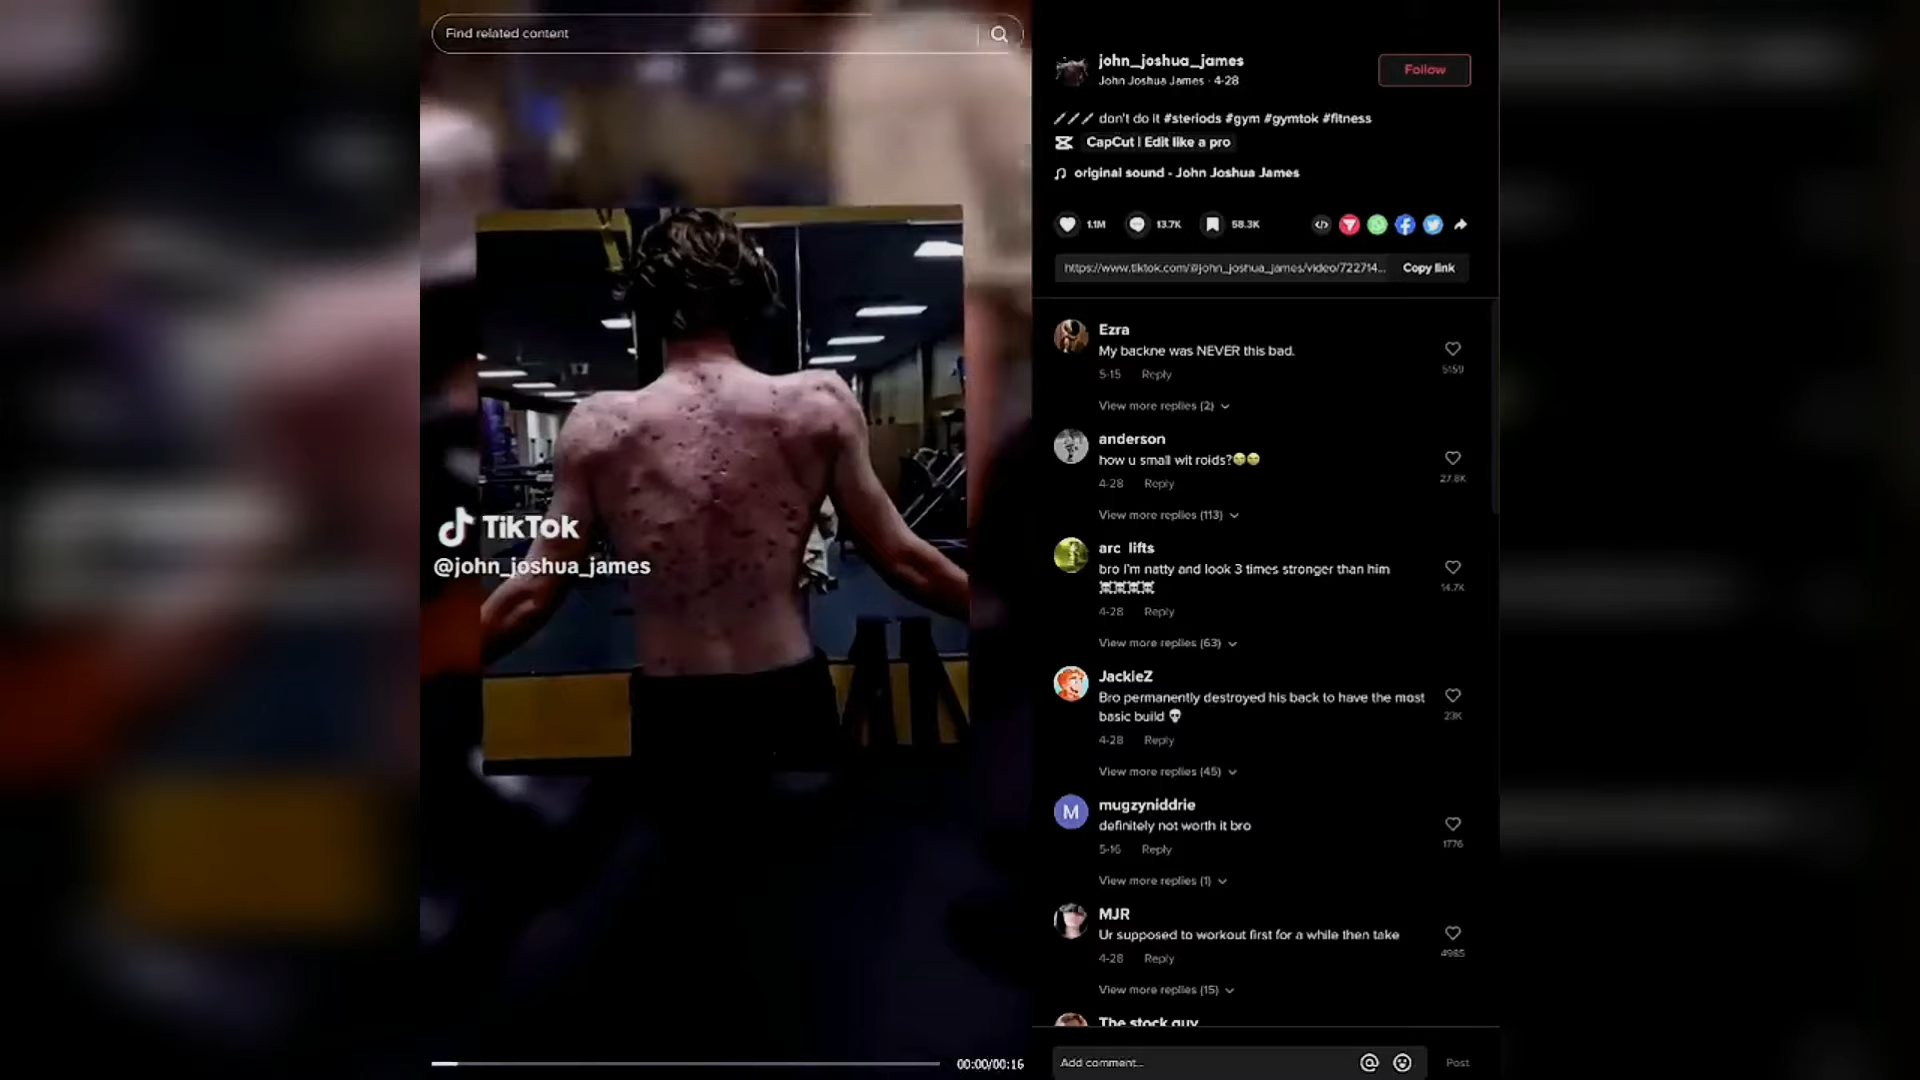 Find related content
TikTok
@john_joshua_james
00:00/00:16
john_joshua_james
John Joshua James · 4-28
Follow
don't do it #steriods #gym #gymtok #fitness
CapCut | Edit like a pro
original sound - John Joshua James
1.1M
13.7K
58.3K
https://www.tiktok.com/@john_joshua_james/video/722714...
Copy link
Ezra
My backne was NEVER this bad.
5159
5-15 Reply
View more replies (2)
anderson
how u small wit roids?😂😂
27.8K
4-28 Reply
View more replies (113)
arc lifts
bro I'm natty and look 3 times stronger than him
☠️☠️☠️☠️
14.7K
4-28 Reply
View more replies (63)
JackieZ
Bro permanently destroyed his back to have the most
basic build 💀
23K
4-28 Reply
View more replies (45)
M
mugzyniddrie
definitely not worth it bro
1776
5-16 Reply
View more replies (1)
MJR
Ur supposed to workout first for a while then take
4985
4-28 Reply
View more replies (15)
The stock guy
Add comment...
Post